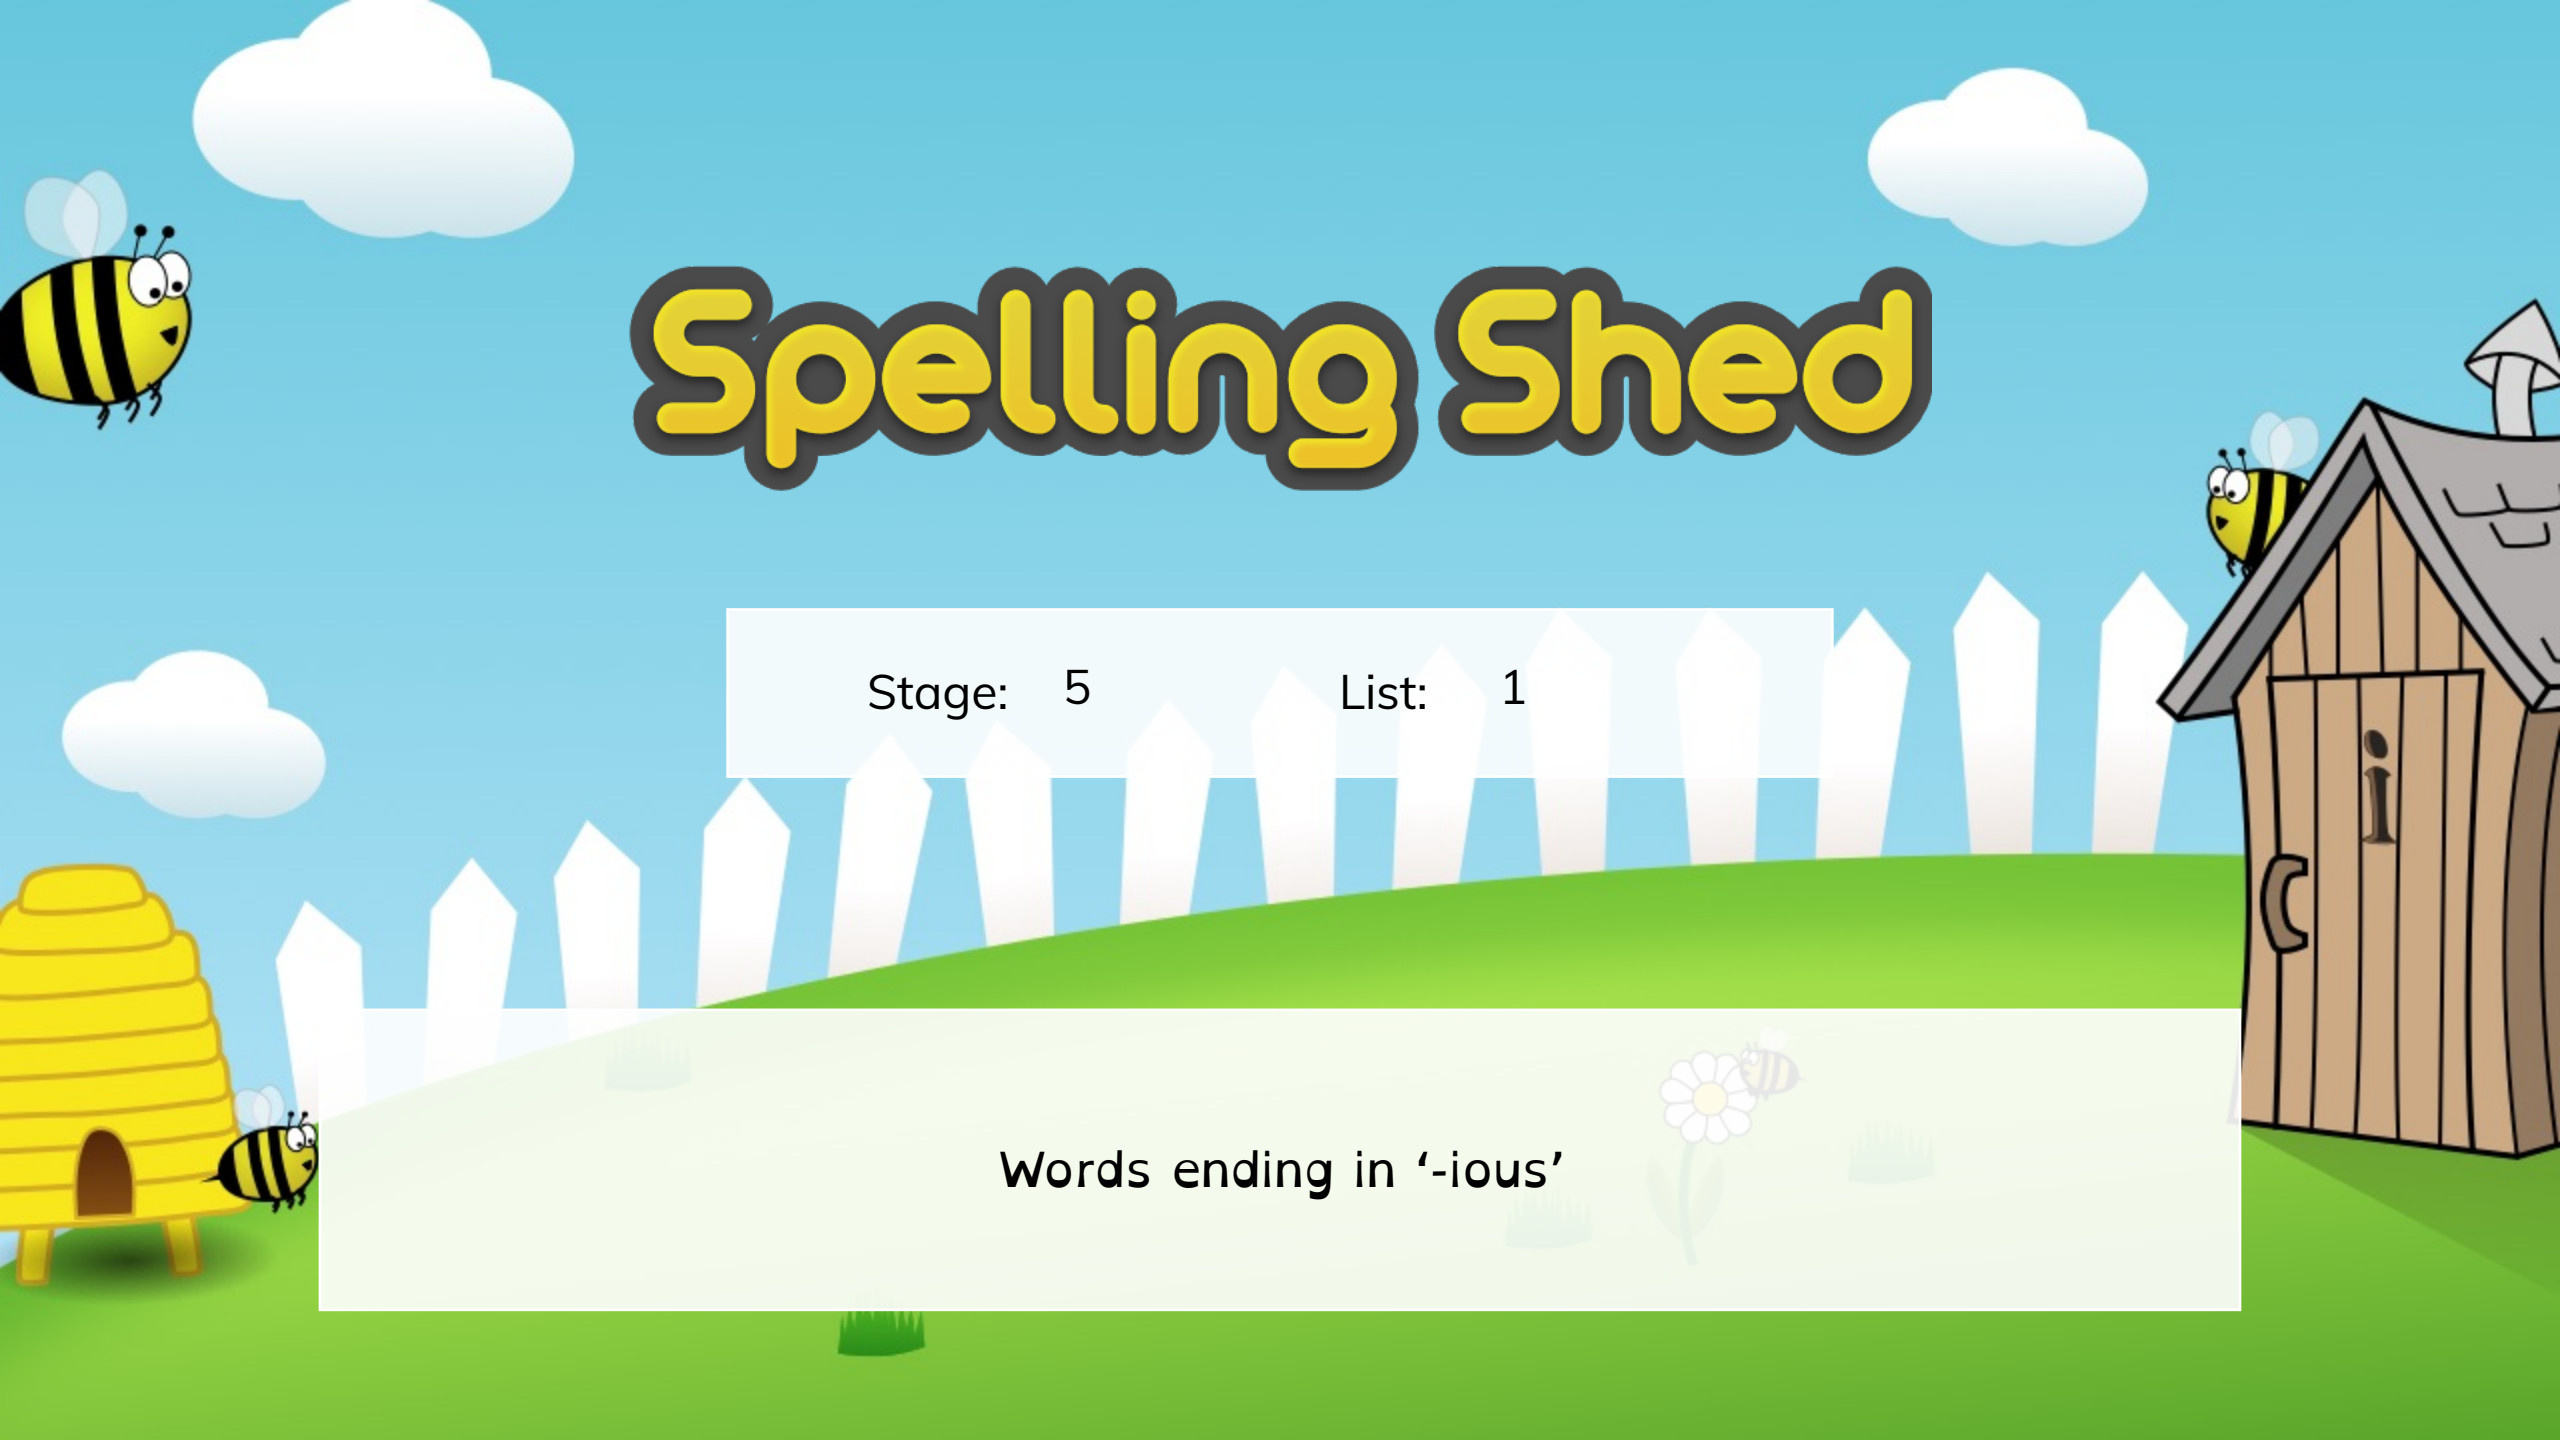 Spelling Shed
Stage: 5 List: 1
i
Words ending in ‘-ious’